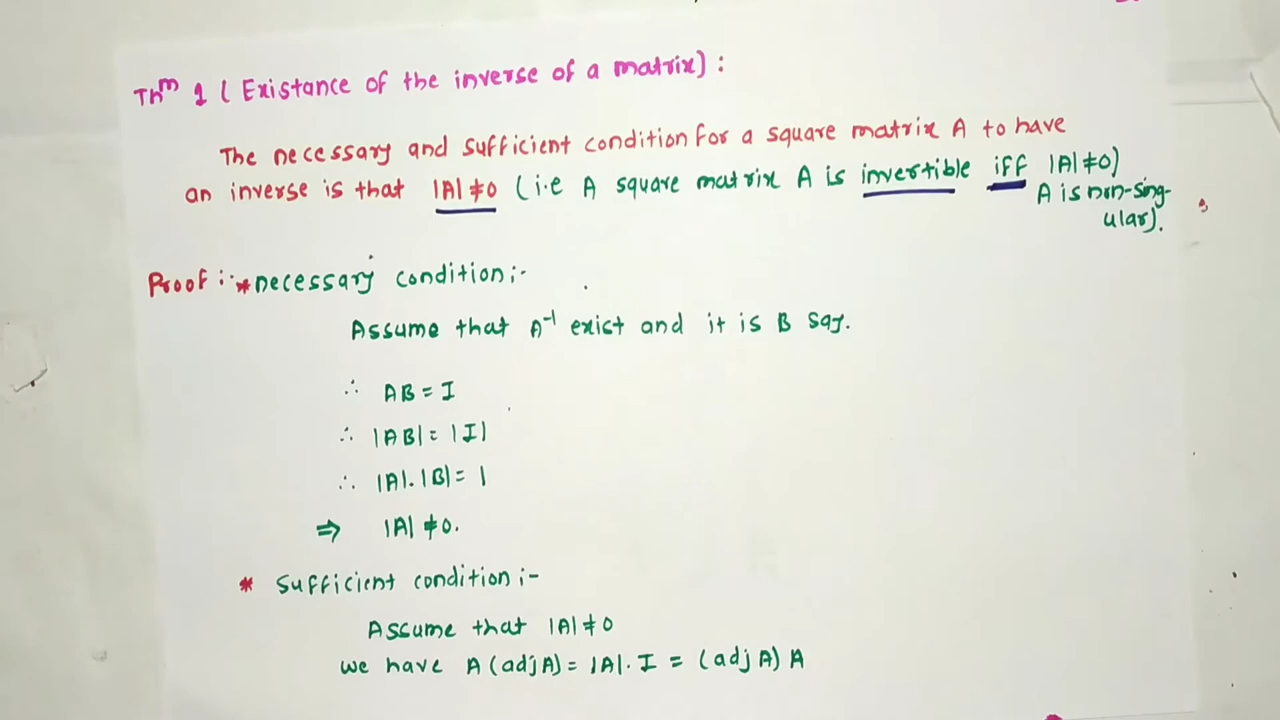 Thm 1 ( Existance of the inverse of a matrix) :
The necessary and sufficient condition for a square matrix A to have
an inverse is that |A| ≠ 0 ( i.e A square matrix A is invertible iff |A| ≠ 0)
A is non-sing-
ular).
Proof :- * necessary condition :-
Assume that A⁻¹ exist and it is B say.
∴ AB = I
∴ |AB| = |I|
∴ |A|. |B| = 1
⇒ |A| ≠ 0.
* Sufficient condition :-
Assume that |A| ≠ 0
we have A (adj A) = |A|. I = (adj A) A